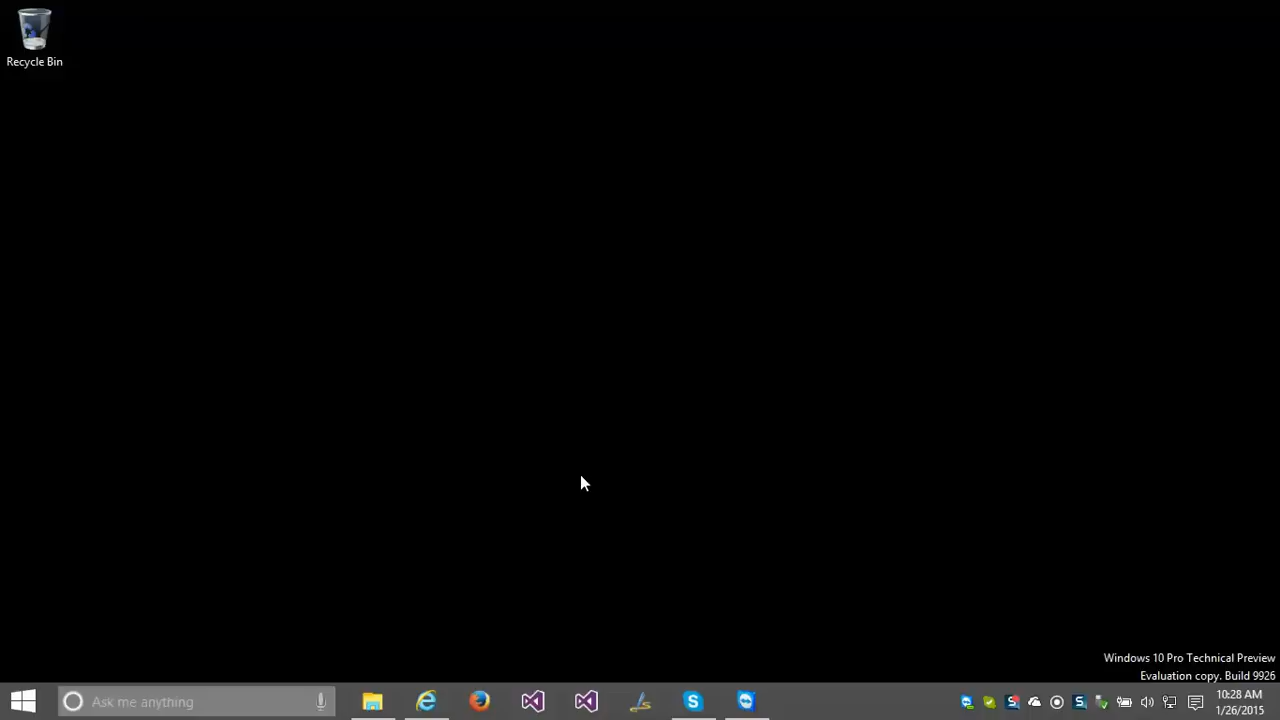 Recycle Bin
Windows 10 Pro Technical Preview
Evaluation copy. Build 9926
Ask me anything
10:28 AM
1/26/2015